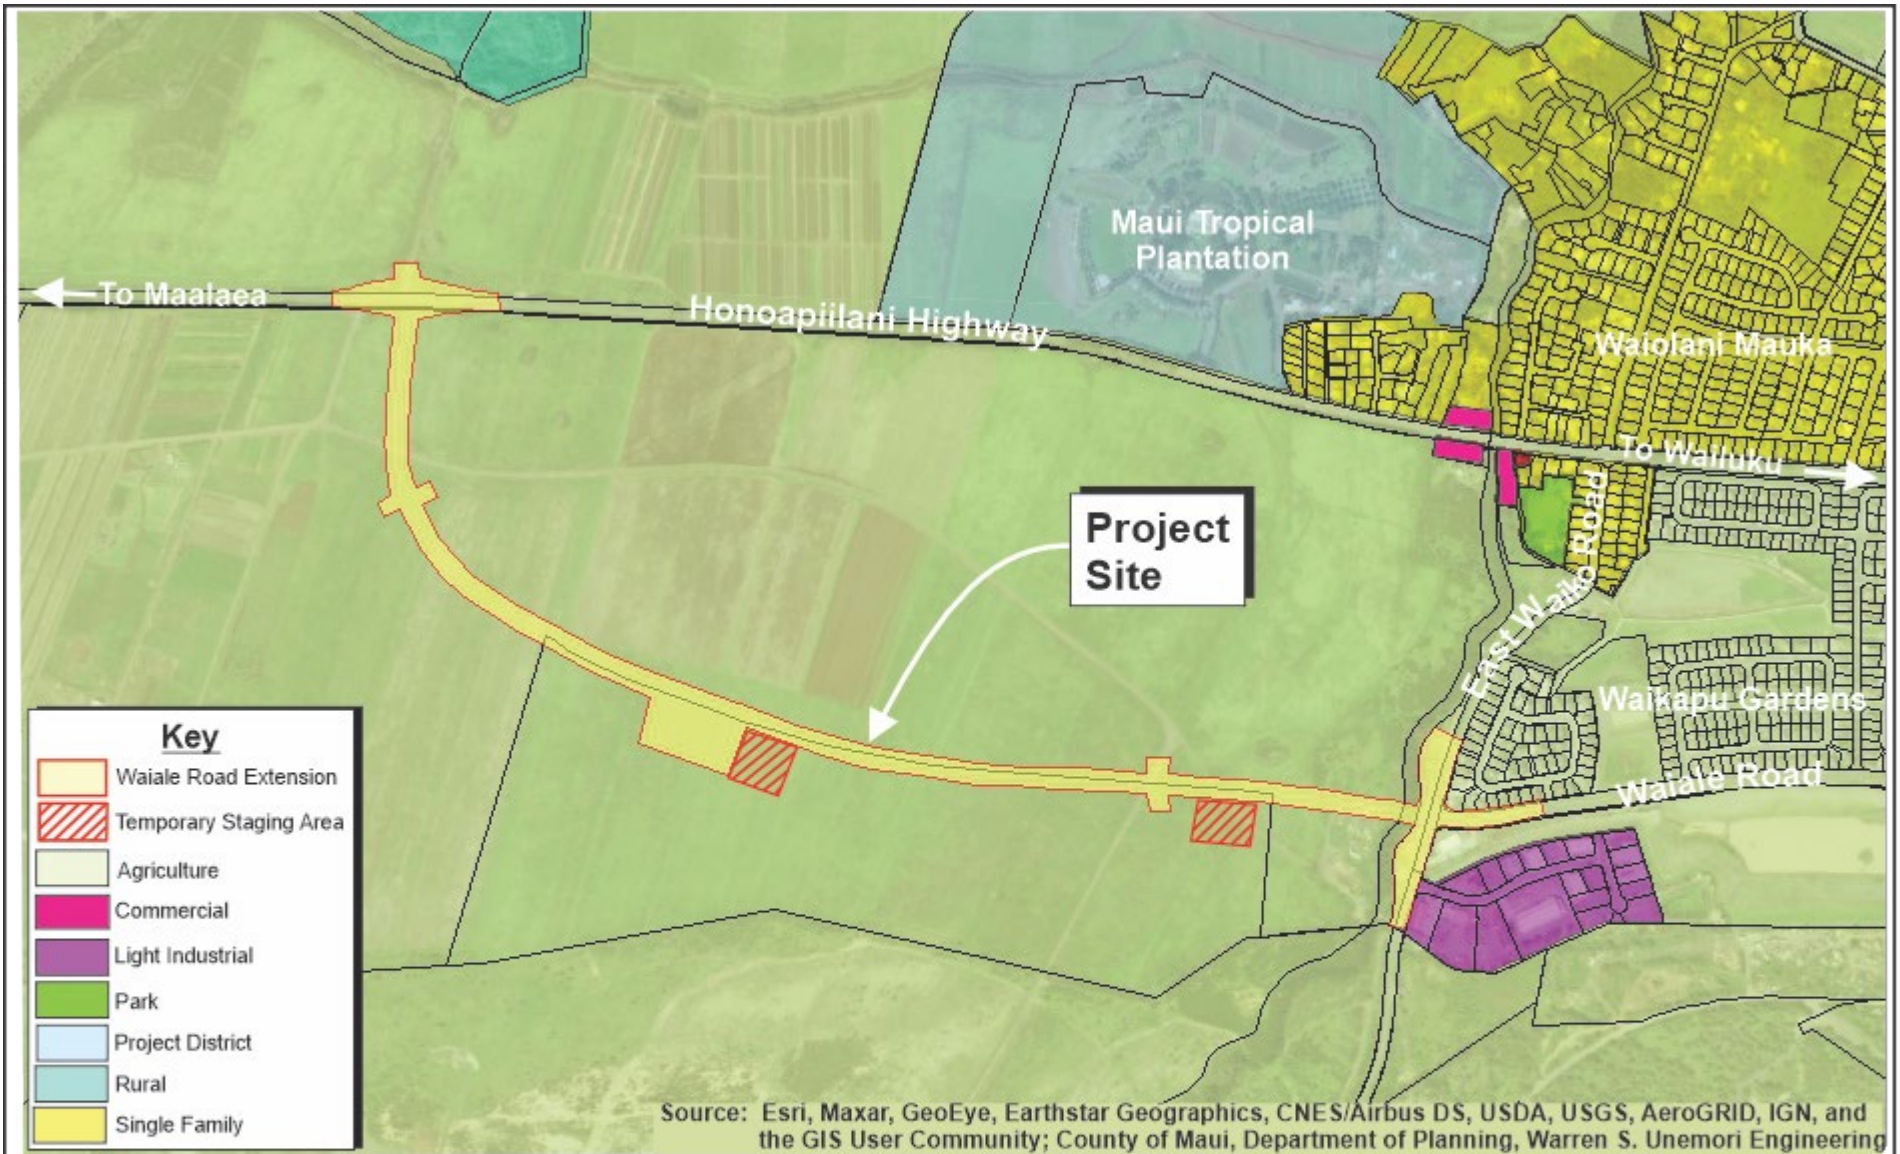 Maui Tropical
Plantation
To Maalaea
Honoapiilani Highway
Waiolani Mauka
To Wailuku
Project
Site
East Waiko Road
Waikapu Gardens
Waiale Road
Key
Waiale Road Extension
Temporary Staging Area
Agriculture
Commercial
Light Industrial
Park
Project District
Rural
Single Family
Source: Esri, Maxar, GeoEye, Earthstar Geographics, CNES/Airbus DS, USDA, USGS, AeroGRID, IGN, and
the GIS User Community; County of Maui, Department of Planning, Warren S. Unemori Engineering